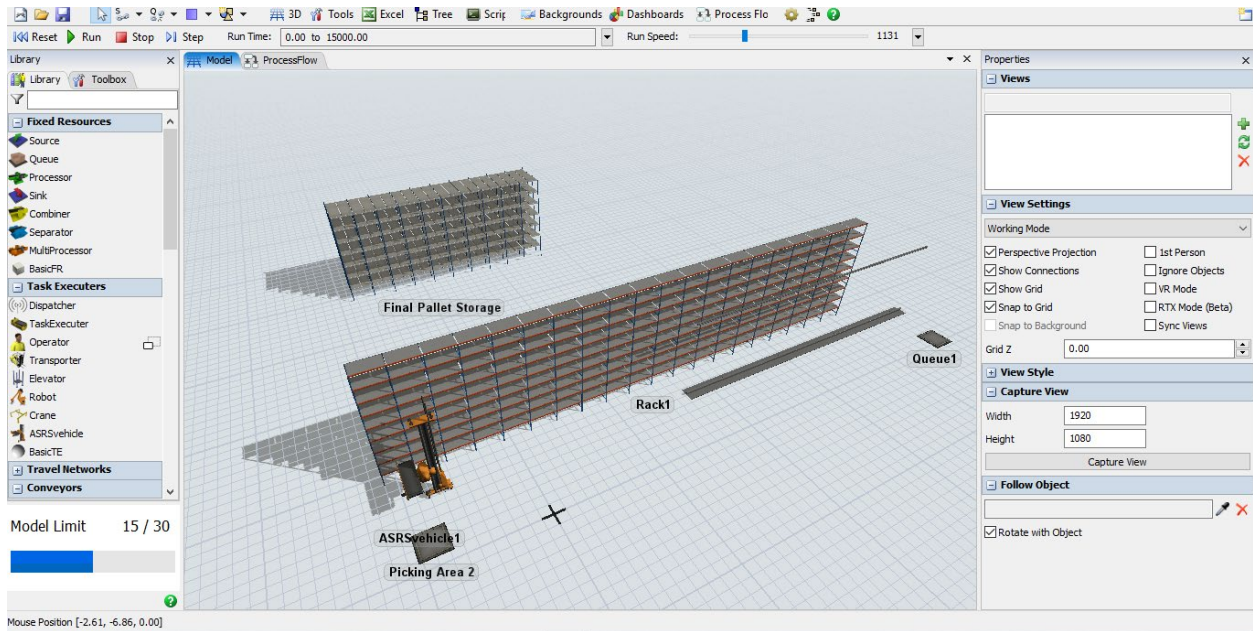 3D Tools Excel Tree Scrip Backgrounds Dashboards Process Flo
Reset Run Stop Step Run Time: 0.00 to 15000.00 Run Speed: 1131
Library
Library Toolbox
Fixed Resources
Source
Queue
Processor
Sink
Combiner
Separator
MultiProcessor
BasicFR
Task Executers
Dispatcher
TaskExecuter
Operator
Transporter
Elevator
Robot
Crane
ASRSvehicle
BasicTE
Travel Networks
Conveyors
Model Limit 15 / 30
Mouse Position [-2.61, -6.86, 0.00]
Model ProcessFlow
Final Pallet Storage
Queue1
Rack1
ASRSvehicle1
Picking Area 2
Properties
Views
View Settings
Working Mode
Perspective Projection 1st Person
Show Connections Ignore Objects
Show Grid VR Mode
Snap to Grid RTX Mode (Beta)
Snap to Background Sync Views
Grid Z 0.00
View Style
Capture View
Width 1920
Height 1080
Capture View
Follow Object
Rotate with Object